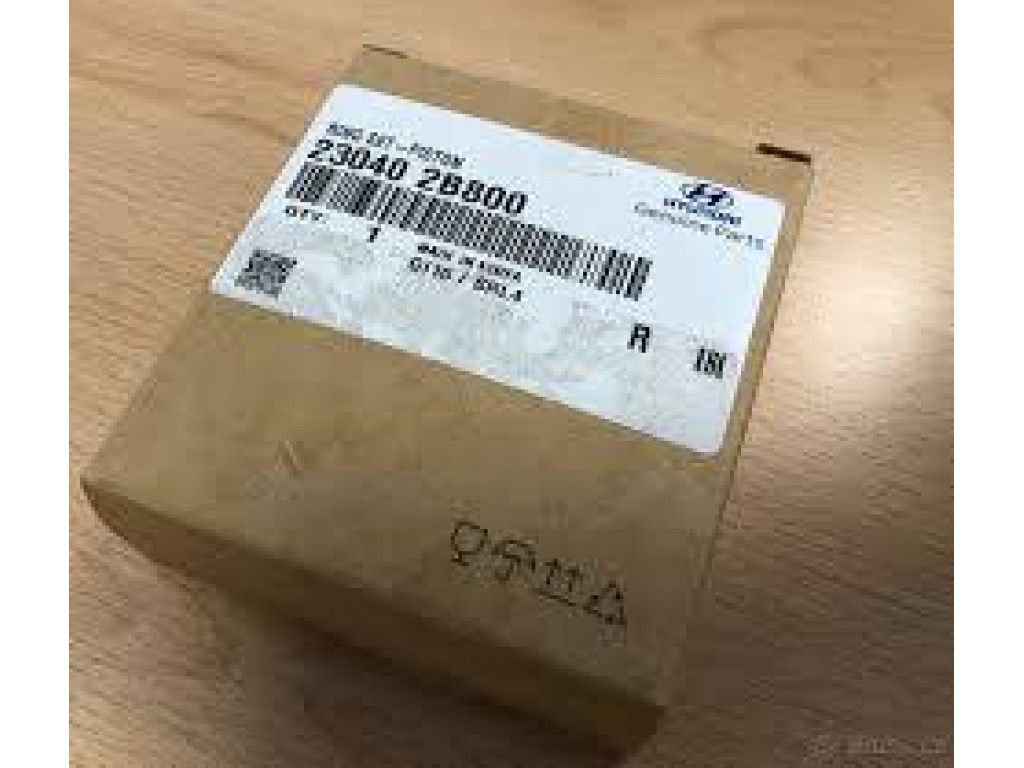 RING SET-PISTON
23040 2B800
HYUNDAI
Genuine Parts
QTY.
1
MADE IN KOREA
R